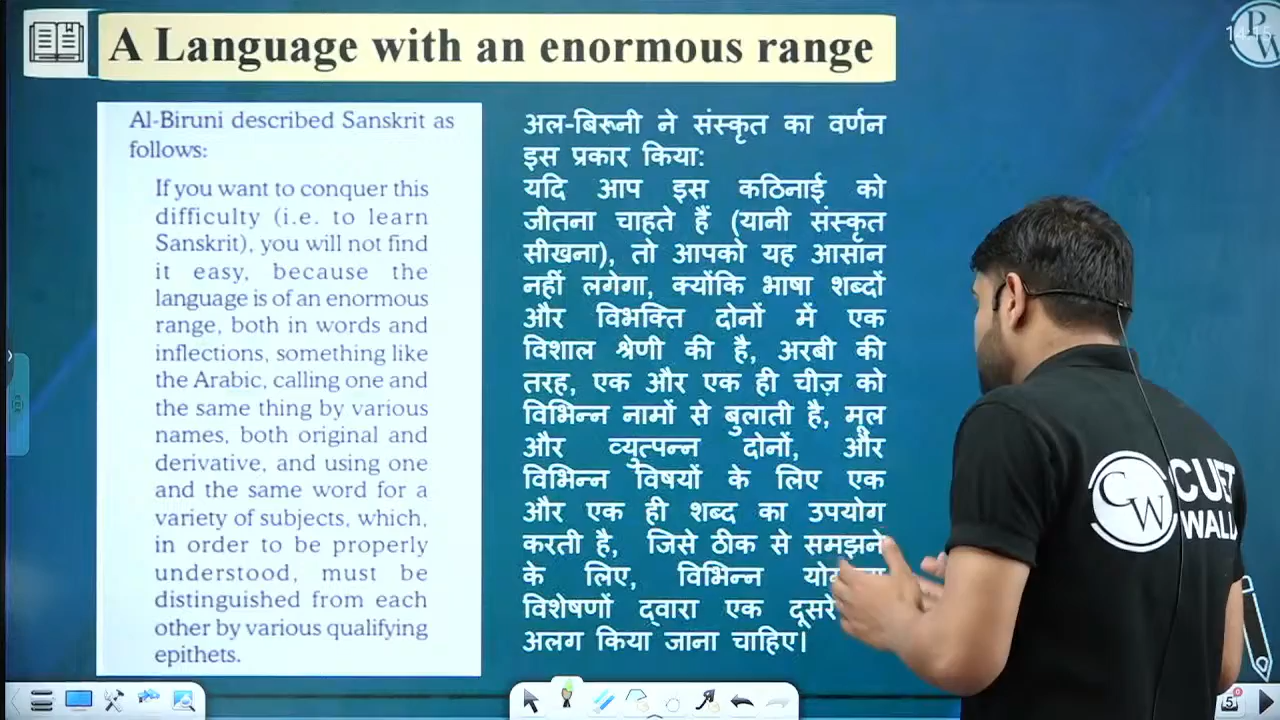 A Language with an enormous range
Al-Biruni described Sanskrit as
follows:
If you want to conquer this
difficulty (i.e. to learn
Sanskrit), you will not find
it easy, because the
language is of an enormous
range, both in words and
inflections, something like
the Arabic, calling one and
the same thing by various
names, both original and
derivative, and using one
and the same word for a
variety of subjects, which,
in order to be properly
understood, must be
distinguished from each
other by various qualifying
epithets.
अल-बिरूनी ने संस्कृत का वर्णन
इस प्रकार किया:
यदि आप इस कठिनाई को
जीतना चाहते हैं (यानी संस्कृत
सीखना), तो आपको यह आसान
नहीं लगेगा, क्योंकि भाषा शब्दों
और विभक्ति दोनों में एक
विशाल श्रेणी की है, अरबी की
तरह, एक और एक ही चीज़ को
विभिन्न नामों से बुलाती है, मूल
और व्युत्पन्न दोनों, और
विभिन्न विषयों के लिए एक
और एक ही शब्द का उपयोग
करती है, जिसे ठीक से समझने
के लिए, विभिन्न
विशेषणों द्वारा एक दूसरे
अलग किया जाना चाहिए।
PW
CW
CUET
WALL
5